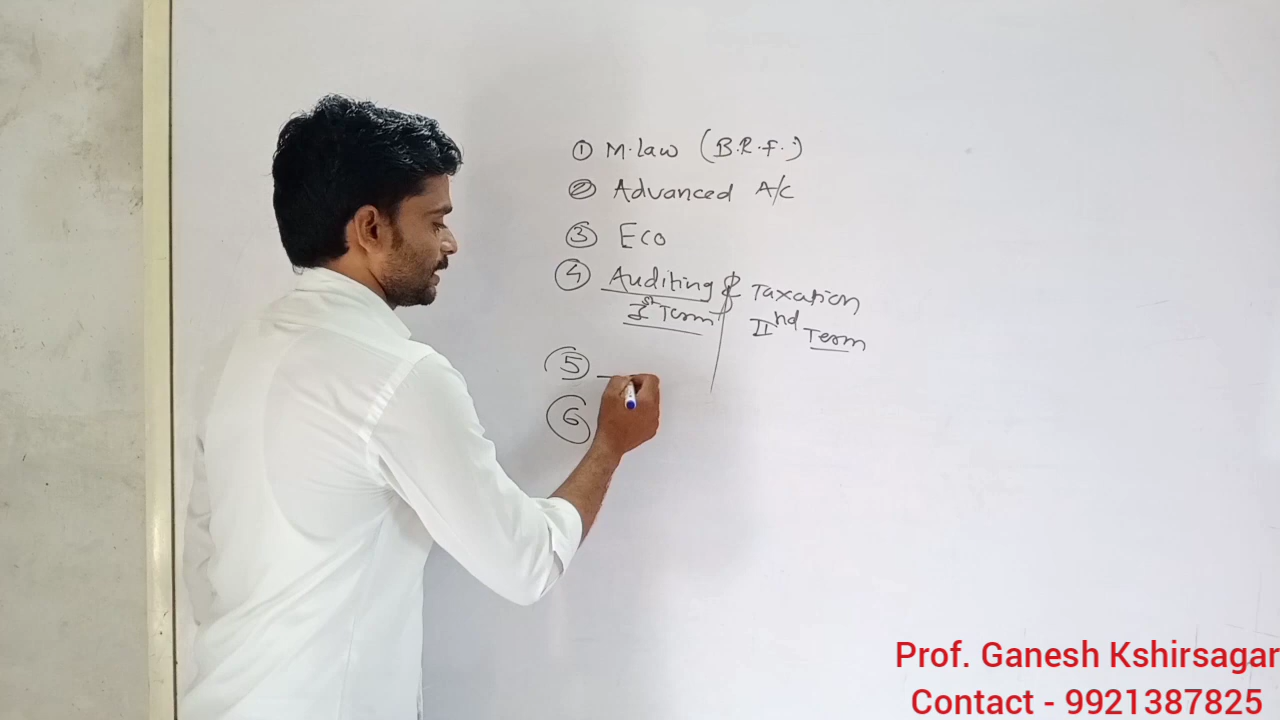 ① M. Law (B.R.F.)
② Advanced A/c
③ Eco
④ Auditing & Taxation
Ist Term IInd Term
⑤
⑥
Prof. Ganesh Kshirsagar
Contact - 9921387825